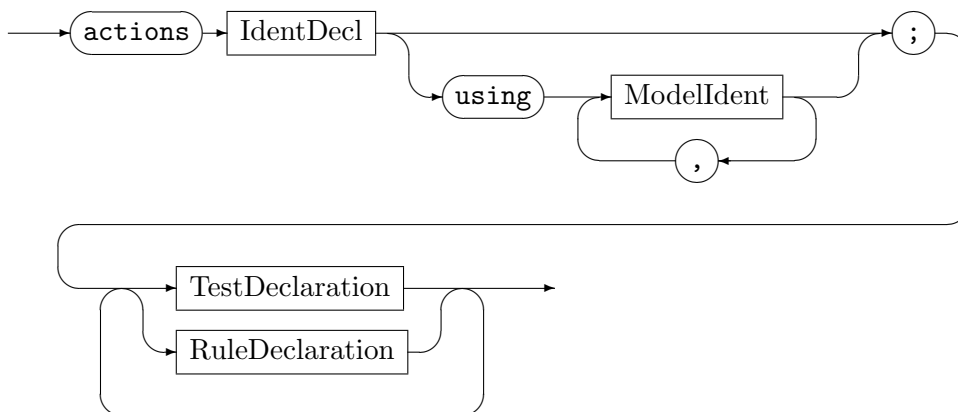 actions IdentDecl ;
using ModelIdent
,
TestDeclaration
RuleDeclaration